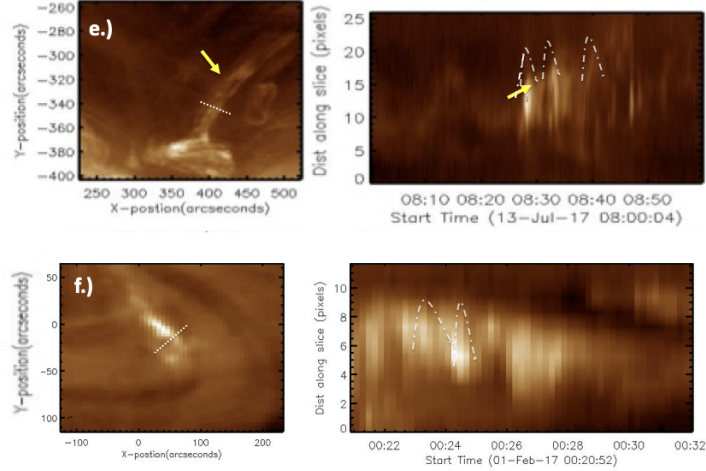 e.)
-260
-280
-300
-320
-340
-360
-380
-400
Y-position(arcseconds)
250 300 350 400 450 500
X-postion(arcseconds)
25
20
15
10
5
0
Dist along slice (pixels)
08:10 08:20 08:30 08:40 08:50
Start Time (13-Jul-17 08:00:04)
f.)
50
0
50
100
Y-position(arcseconds)
-100 0 100 200
X-postion(arcseconds)
10
8
6
4
2
0
Dist along slice (pixels)
00:22 00:24 00:26 00:28 00:30 00:32
Start Time (01-Feb-17 00:20:52)